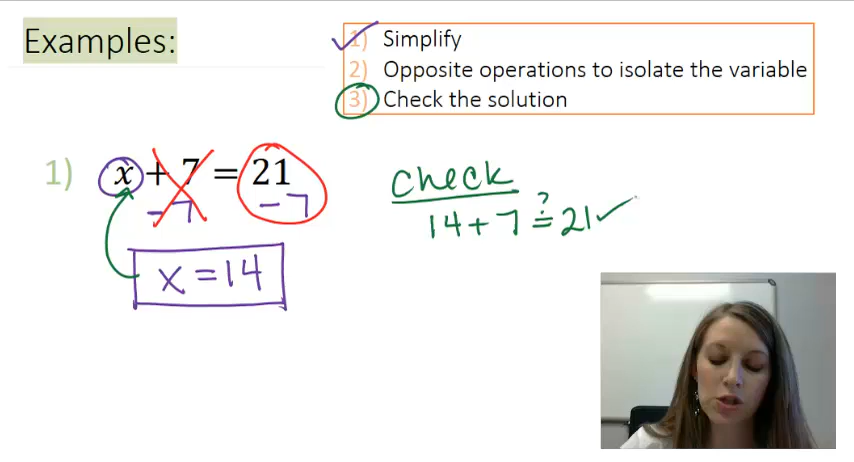 Examples:
1) Simplify
2) Opposite operations to isolate the variable
3) Check the solution
1) x + 7 = 21
-7 -7
x = 14
Check
14 + 7 ≟ 21 ✓